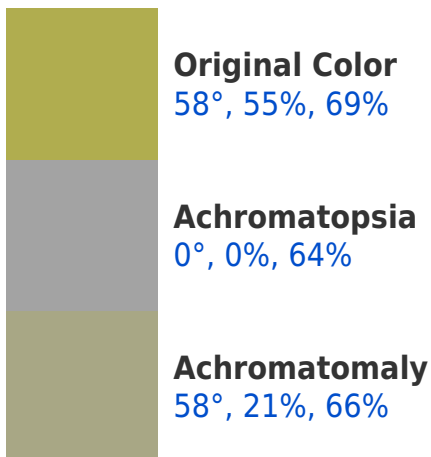 Original Color
58°, 55%, 69%
Achromatopsia
0°, 0%, 64%
Achromatomaly
58°, 21%, 66%